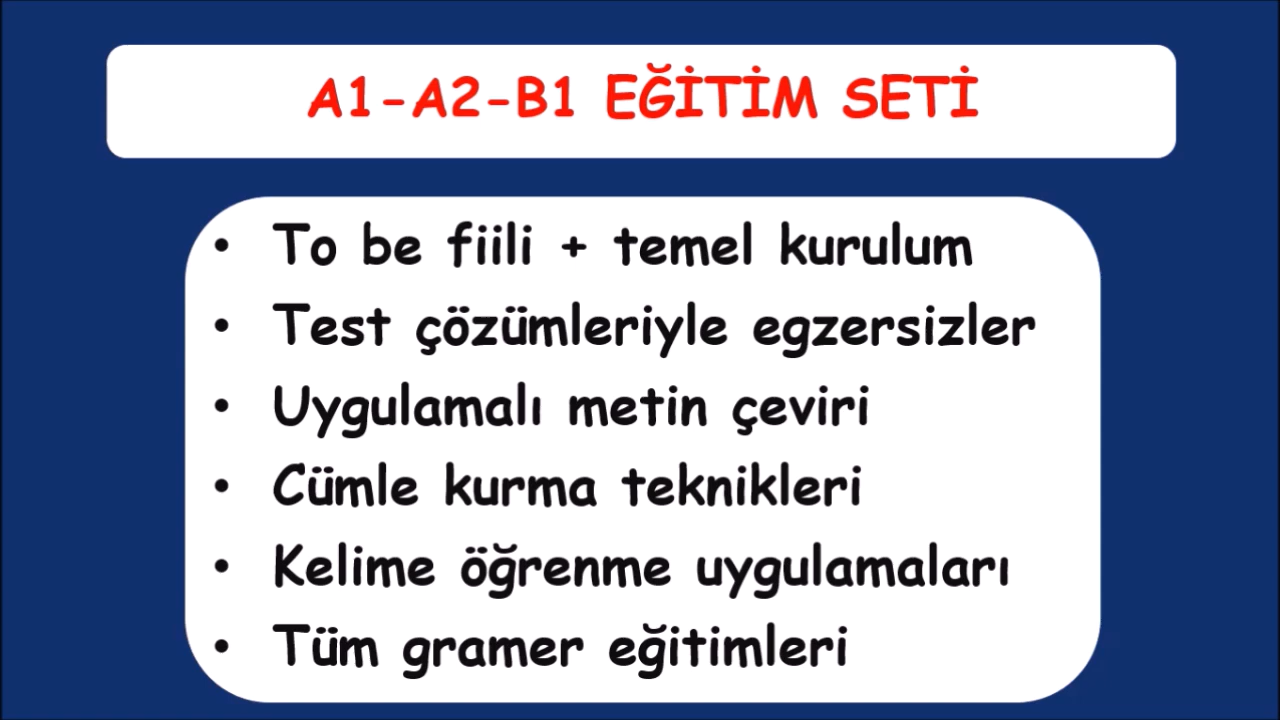 A1-A2-B1 EĞİTİM SETİ
• To be fiili + temel kurulum
• Test çözümleriyle egzersizler
• Uygulamalı metin çeviri
• Cümle kurma teknikleri
• Kelime öğrenme uygulamaları
• Tüm gramer eğitimleri